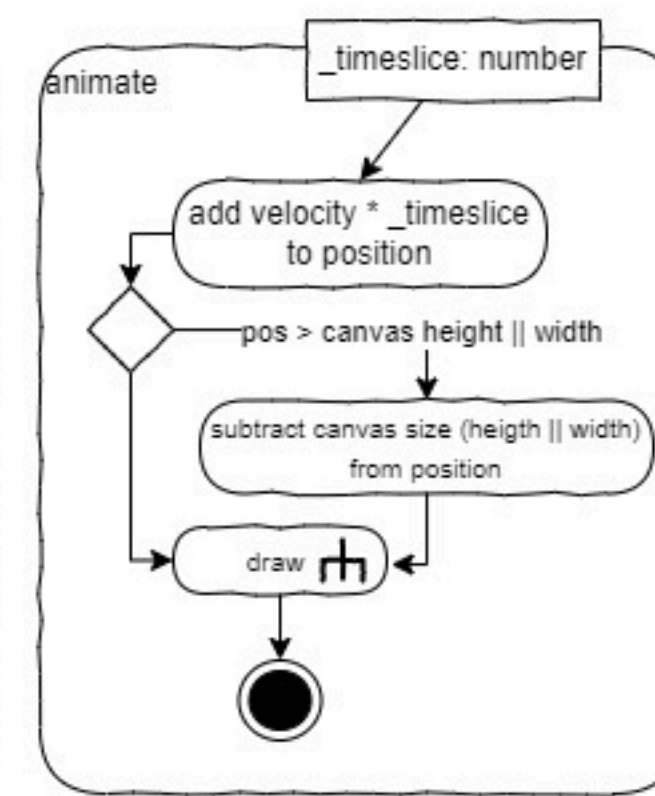 _timeslice: number
animate
add velocity * _timeslice
to position
pos > canvas height || width
subtract canvas size (heigth || width)
from position
draw